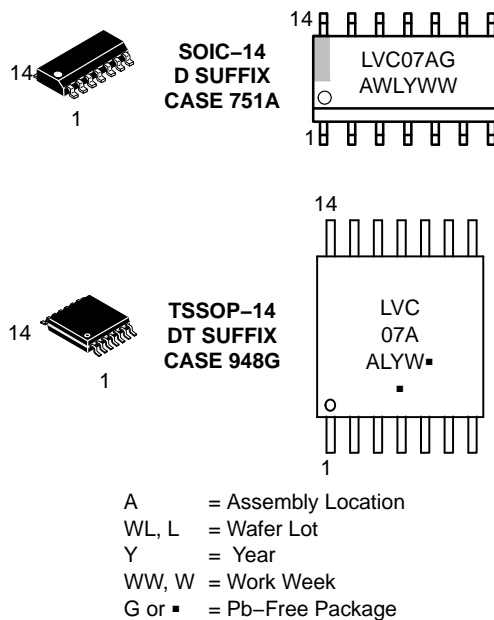 14
1
SOIC–14
D SUFFIX
CASE 751A
14
LVC07AG
AWLYWW
1
14
1
TSSOP–14
DT SUFFIX
CASE 948G
14
LVC
07A
ALYW▪
▪
1
A = Assembly Location
WL, L = Wafer Lot
Y = Year
WW, W = Work Week
G or ▪ = Pb–Free Package